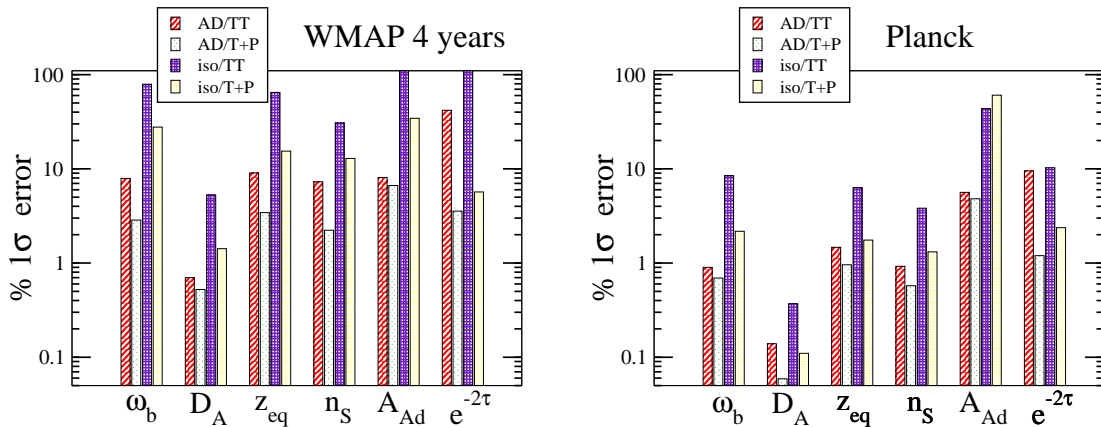 WMAP 4 years
AD/TT
AD/T+P
iso/TT
iso/T+P
% 1σ error
100
10
1
0.1
ω_b D_A z_eq n_S A_Ad e^-2τ
Planck
AD/TT
AD/T+P
iso/TT
iso/T+P
% 1σ error
100
10
1
0.1
ω_b D_A z_eq n_S A_Ad e^-2τ